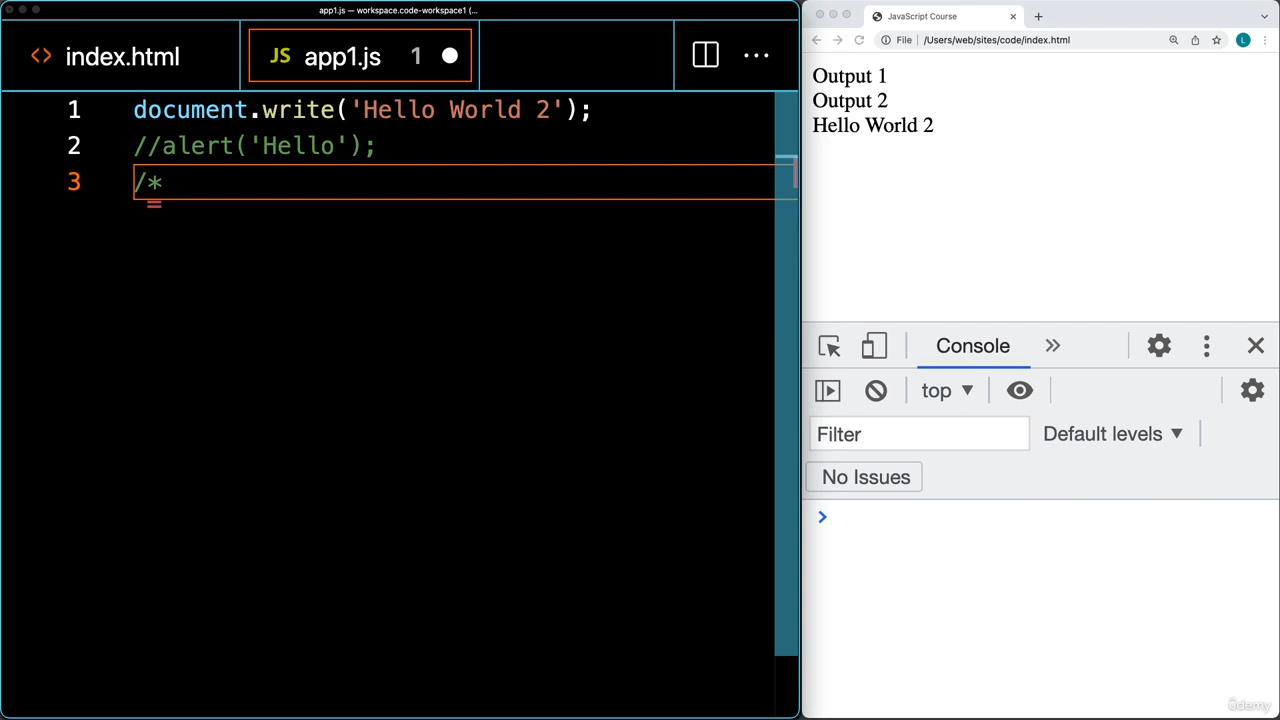 app1.js — workspace.code-workspace1 (...
<> index.html
JS app1.js 1
1 document.write('Hello World 2');
2 //alert('Hello');
3 /*
JavaScript Course
File /Users/web/sites/code/index.html
L
Output 1
Output 2
Hello World 2
Console
top
Filter
Default levels
No Issues
ûdemy